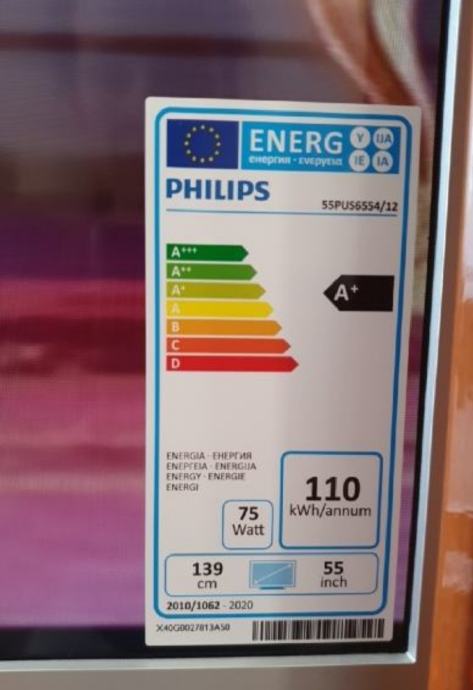 ENERG Y IJA
енергия · ενεργεια IE IA
PHILIPS
55PUS6554/12
A+++
A++
A+
A
B
C
D
A+
ENERGIA · ЕНЕРГИЯ
ΕΝΕΡΓΕΙΑ · ENERGIJA
ENERGY · ENERGIE
ENERGI
110
kWh/annum
75
Watt
139
cm
55
inch
2010/1062 - 2020
X40G0027813A50